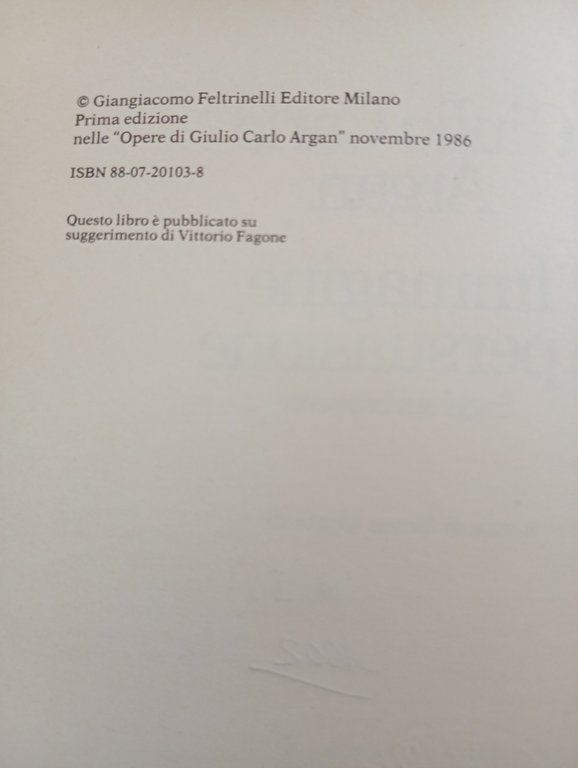 © Giangiacomo Feltrinelli Editore Milano
Prima edizione
nelle “Opere di Giulio Carlo Argan” novembre 1986
ISBN 88-07-20103-8
Questo libro è pubblicato su
suggerimento di Vittorio Fagone